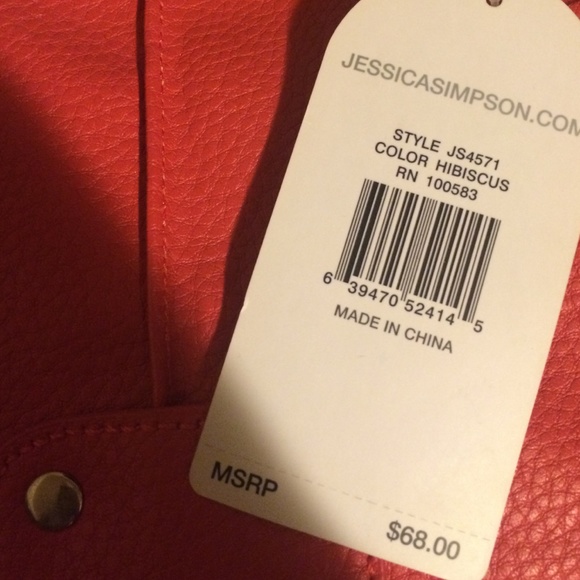 JESSICASIMPSON.COM
STYLE JS4571
COLOR HIBISCUS
RN 100583
6 39470 52414 5
MADE IN CHINA
MSRP
$68.00